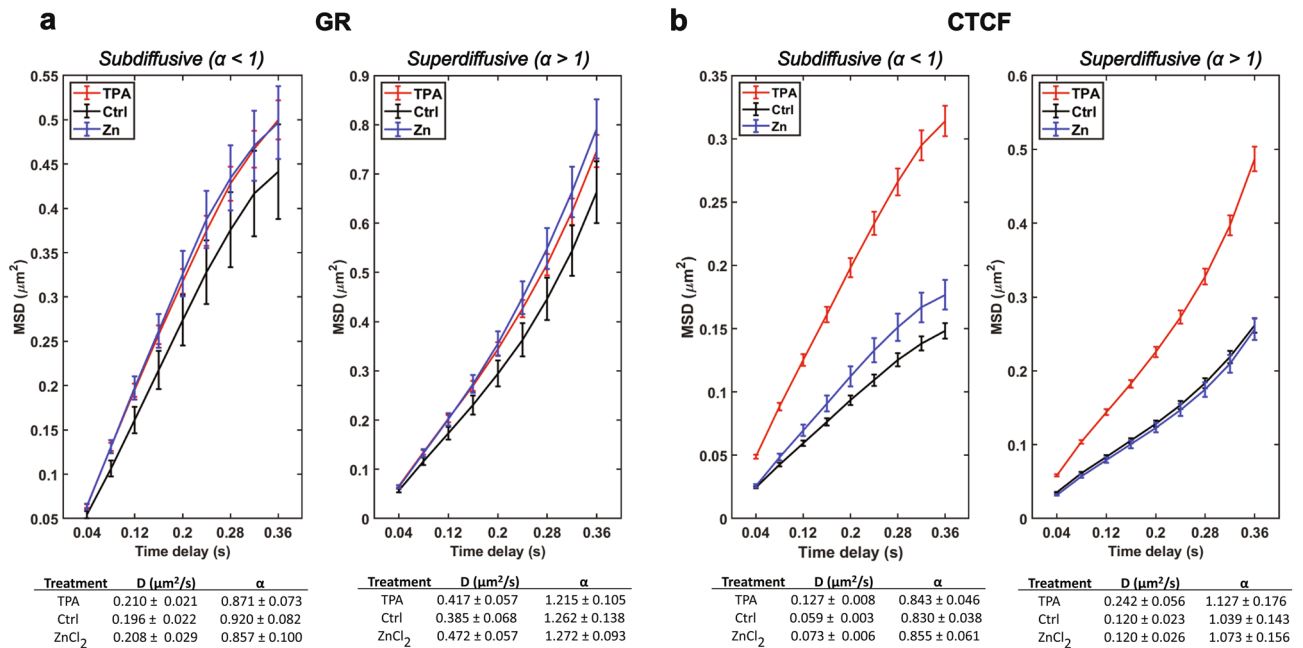 a
GR
Subdiffusive (α < 1)
0.55
0.5
0.45
0.4
0.35
0.3
0.25
0.2
0.15
0.1
0.05
MSD (μm²)
TPA
Ctrl
Zn
0.04 0.12 0.2 0.28 0.36
Time delay (s)
Treatment D (μm²/s) α
TPA 0.210 ± 0.021 0.871 ± 0.073
Ctrl 0.196 ± 0.022 0.920 ± 0.082
ZnCl₂ 0.208 ± 0.029 0.857 ± 0.100
Superdiffusive (α > 1)
0.9
0.8
0.7
0.6
0.5
0.4
0.3
0.2
0.1
0
MSD (μm²)
TPA
Ctrl
Zn
0.04 0.12 0.2 0.28 0.36
Time delay (s)
Treatment D (μm²/s) α
TPA 0.417 ± 0.057 1.215 ± 0.105
Ctrl 0.385 ± 0.068 1.262 ± 0.138
ZnCl₂ 0.472 ± 0.057 1.272 ± 0.093
b
CTCF
Subdiffusive (α < 1)
0.35
0.3
0.25
0.2
0.15
0.1
0.05
0
MSD (μm²)
TPA
Ctrl
Zn
0.04 0.12 0.2 0.28 0.36
Time delay (s)
Treatment D (μm²/s) α
TPA 0.127 ± 0.008 0.843 ± 0.046
Ctrl 0.059 ± 0.003 0.830 ± 0.038
ZnCl₂ 0.073 ± 0.006 0.855 ± 0.061
Superdiffusive (α > 1)
0.6
0.5
0.4
0.3
0.2
0.1
0
MSD (μm²)
TPA
Ctrl
Zn
0.04 0.12 0.2 0.28 0.36
Time delay (s)
Treatment D (μm²/s) α
TPA 0.242 ± 0.056 1.127 ± 0.176
Ctrl 0.120 ± 0.023 1.039 ± 0.143
ZnCl₂ 0.120 ± 0.026 1.073 ± 0.156